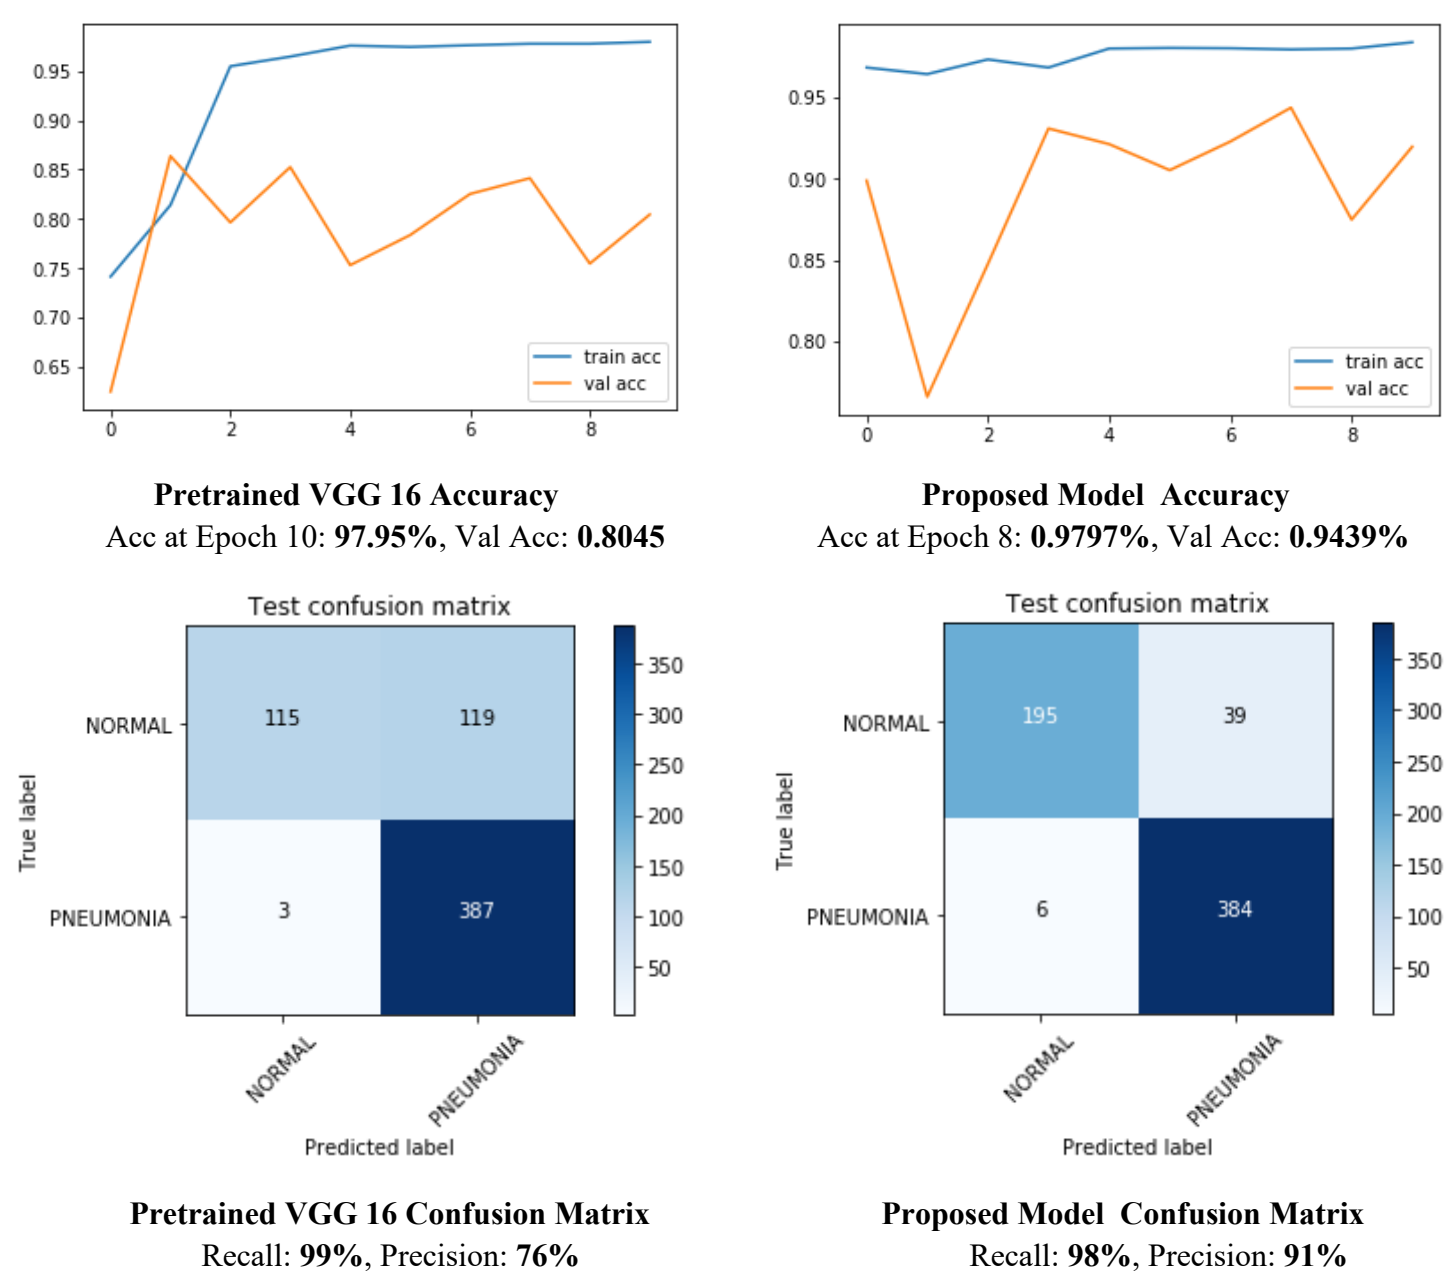 0.95
0.90
0.85
0.80
0.75
0.70
0.65
train acc
val acc
0 2 4 6 8
Pretrained VGG 16 Accuracy
Acc at Epoch 10: 97.95%, Val Acc: 0.8045
0.95
0.90
0.85
0.80
train acc
val acc
0 2 4 6 8
Proposed Model Accuracy
Acc at Epoch 8: 0.9797%, Val Acc: 0.9439%
Test confusion matrix
True label
NORMAL
115 119
PNEUMONIA
3 387
350
300
250
200
150
100
50
NORMAL
PNEUMONIA
Predicted label
Pretrained VGG 16 Confusion Matrix
Recall: 99%, Precision: 76%
Test confusion matrix
True label
NORMAL
195 39
PNEUMONIA
6 384
350
300
250
200
150
100
50
NORMAL
PNEUMONIA
Predicted label
Proposed Model Confusion Matrix
Recall: 98%, Precision: 91%